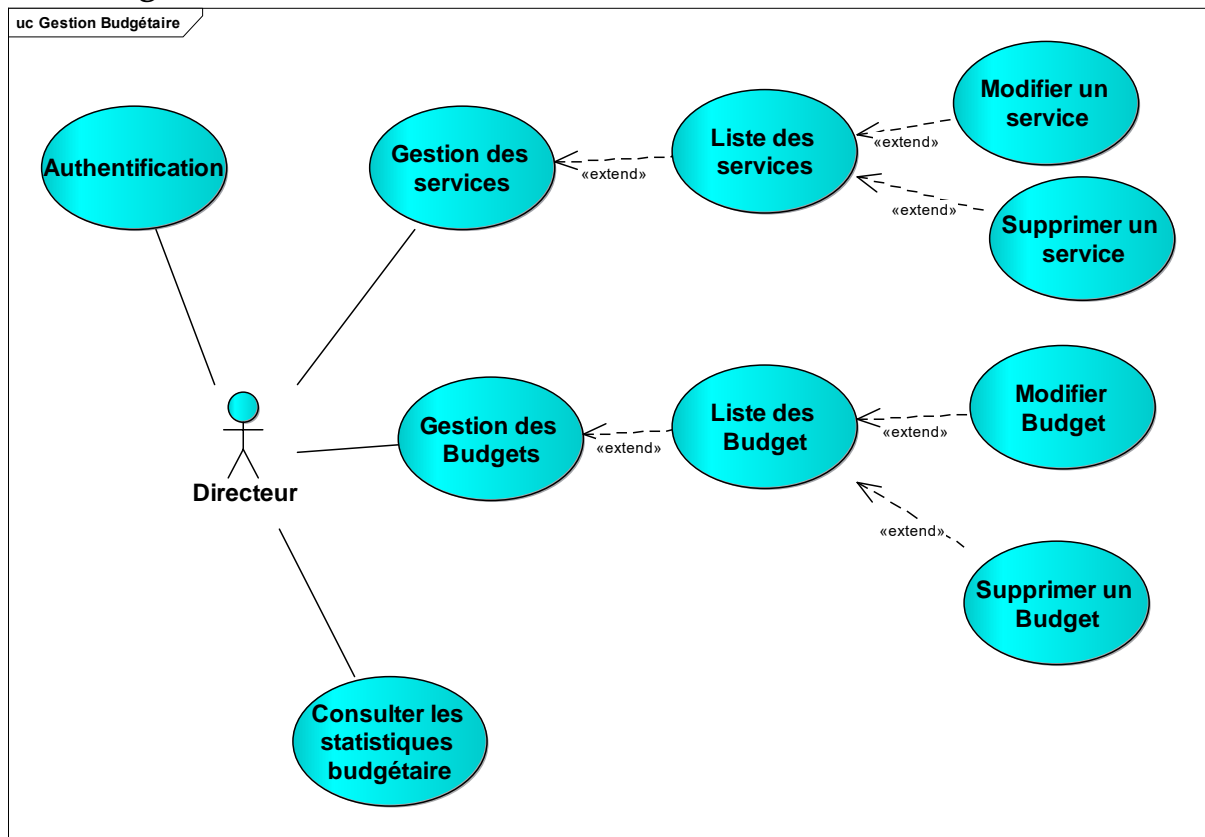 uc Gestion Budgétaire
Authentification
Gestion des
services
«extend»
Liste des
services
«extend»
Modifier un
service
«extend»
Supprimer un
service
Directeur
Gestion des
Budgets
«extend»
Liste des
Budget
«extend»
Modifier
Budget
«extend»
Supprimer un
Budget
Consulter les
statistiques
budgétaire